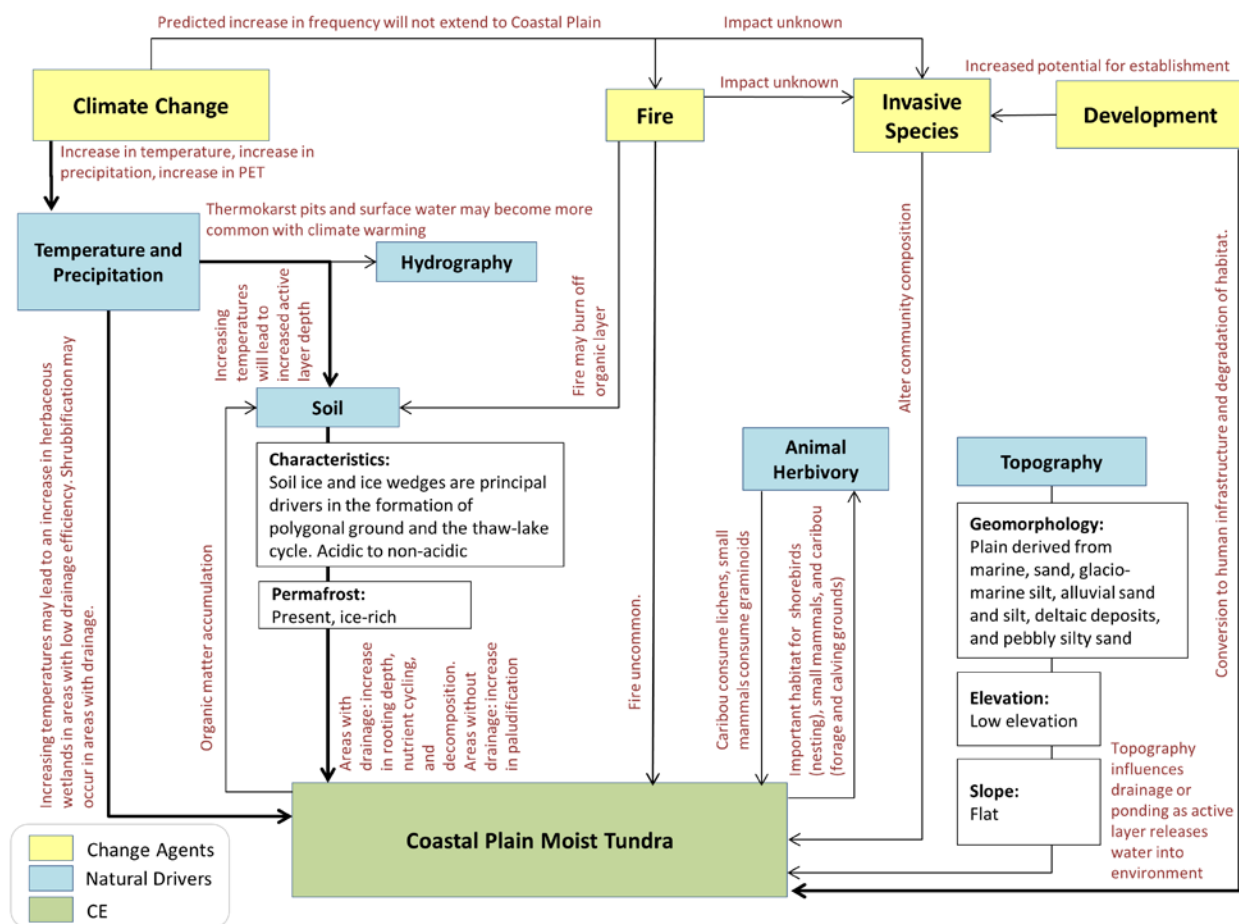 Predicted increase in frequency will not extend to Coastal Plain
Impact unknown
Increased potential for establishment
Climate Change
Fire
Impact unknown
Invasive
Species
Development
Increase in temperature, increase in
precipitation, increase in PET
Thermokarst pits and surface water may become more
common with climate warming
Temperature and
Precipitation
Hydrography
Increasing
temperatures
will lead to
increased active
layer depth
Fire may burn off
organic layer
Alter community composition
Conversion to human infrastructure and degradation of habitat.
Increasing temperatures may lead to an increase in herbaceous
wetlands in areas with low drainage efficiency. Shrubbification may
occur in areas with drainage.
Soil
Characteristics:
Soil ice and ice wedges are principal
drivers in the formation of
polygonal ground and the thaw-lake
cycle. Acidic to non-acidic
Permafrost:
Present, ice-rich
Organic matter accumulation
Areas with
drainage: increase
in rooting depth,
nutrient cycling,
and
decomposition.
Areas without
drainage: increase
in paludification
Fire uncommon.
Animal
Herbivory
Caribou consume lichens, small
mammals consume graminoids
Important habitat for shorebirds
(nesting), small mammals, and caribou
(forage and calving grounds)
Topography
Geomorphology:
Plain derived from
marine, sand, glacio-
marine silt, alluvial sand
and silt, deltaic deposits,
and pebbly silty sand
Elevation:
Low elevation
Slope:
Flat
Topography
influences
drainage or
ponding as active
layer releases
water into
environment
Coastal Plain Moist Tundra
Change Agents
Natural Drivers
CE